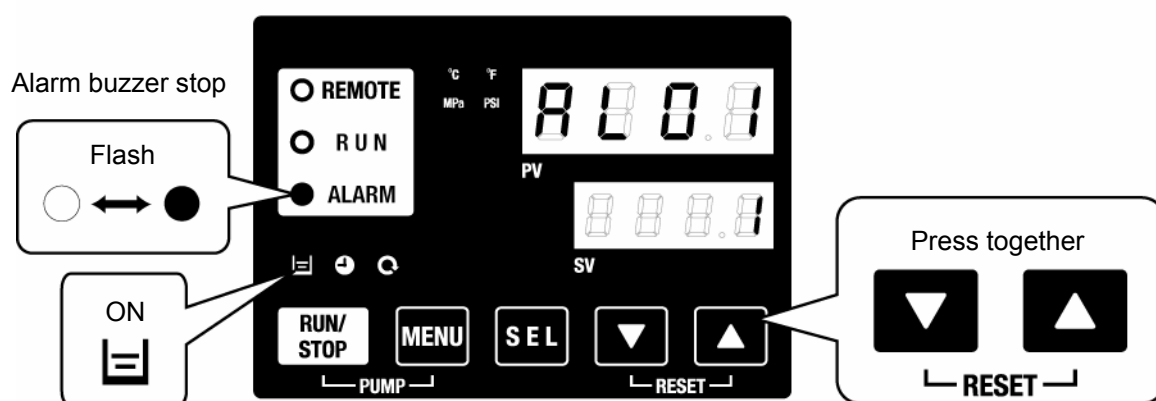 Alarm buzzer stop
Flash
ON
REMOTE
RUN
ALARM
°C °F
MPa PSI
AL01
PV
1
SV
RUN/
STOP
MENU
SEL
PUMP
RESET
Press together
RESET